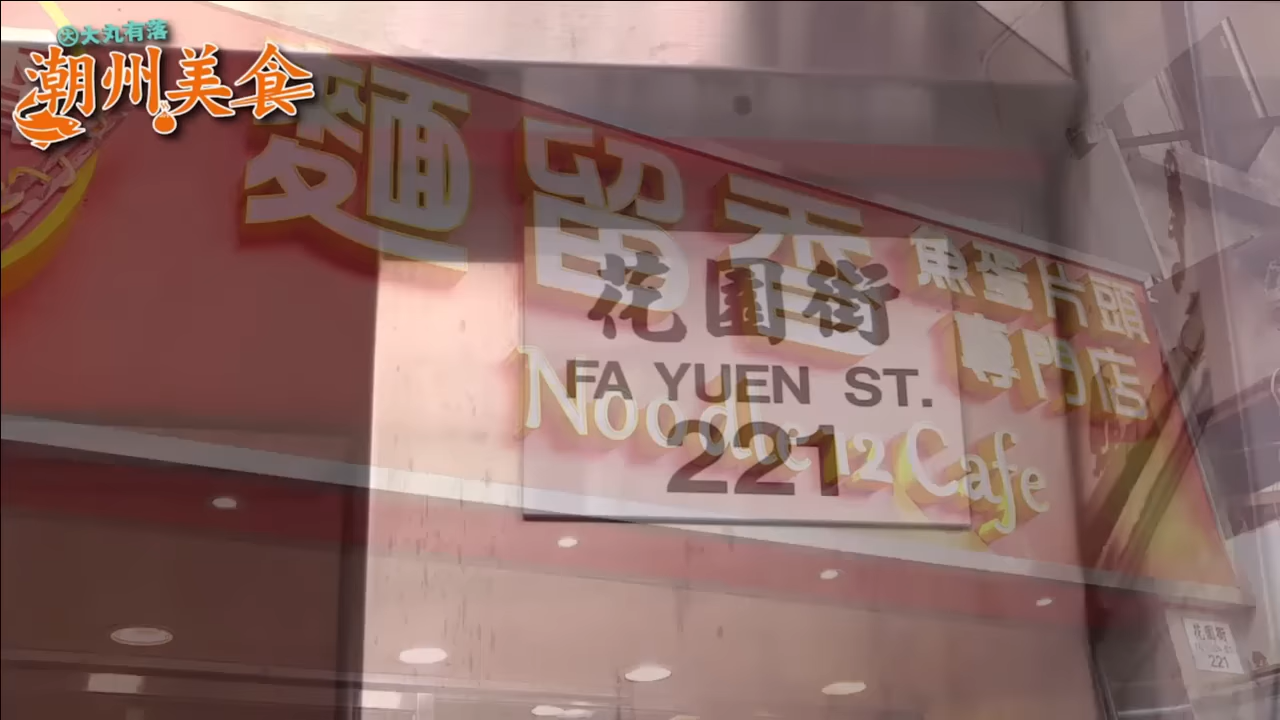 大丸有落
潮州美食
麵留香
魚蛋片頭
專門店
Noodle 12 Cafe
花園街
FA YUEN ST.
221
花園街
221